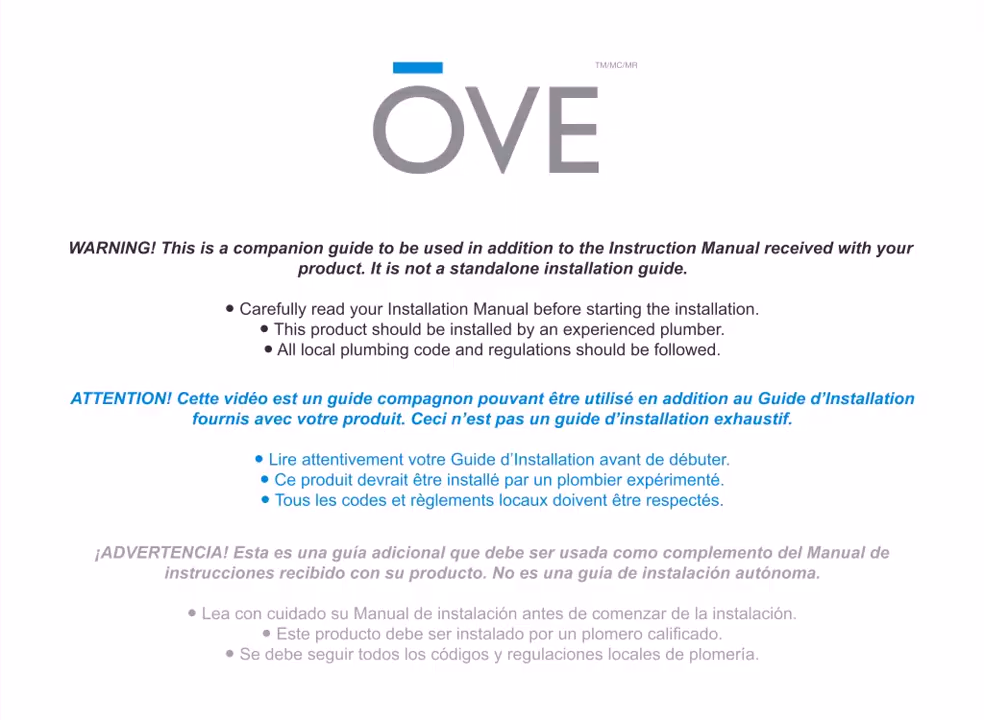 TM/MC/MR
ŌVE
WARNING! This is a companion guide to be used in addition to the Instruction Manual received with your
product. It is not a standalone installation guide.
● Carefully read your Installation Manual before starting the installation.
● This product should be installed by an experienced plumber.
● All local plumbing code and regulations should be followed.
ATTENTION! Cette vidéo est un guide compagnon pouvant être utilisé en addition au Guide d’Installation
fournis avec votre produit. Ceci n’est pas un guide d’installation exhaustif.
● Lire attentivement votre Guide d’Installation avant de débuter.
● Ce produit devrait être installé par un plombier expérimenté.
● Tous les codes et règlements locaux doivent être respectés.
¡ADVERTENCIA! Esta es una guía adicional que debe ser usada como complemento del Manual de
instrucciones recibido con su producto. No es una guía de instalación autónoma.
● Lea con cuidado su Manual de instalación antes de comenzar de la instalación.
● Este producto debe ser instalado por un plomero calificado.
● Se debe seguir todos los códigos y regulaciones locales de plomería.